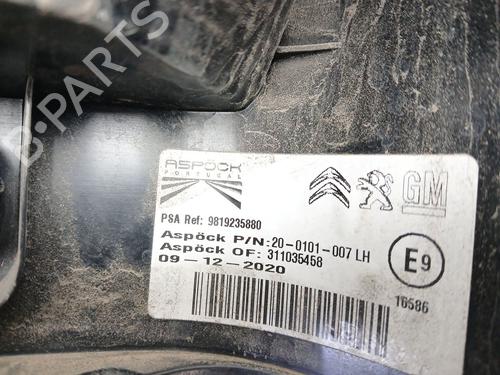 B-PARTS
ASPÖCK
PORTUGAL
GM
PSA Ref: 9819235880
Aspöck P/N:20-0101-007 LH
Aspöck OF: 311035458
09-12-2020
E9
16586